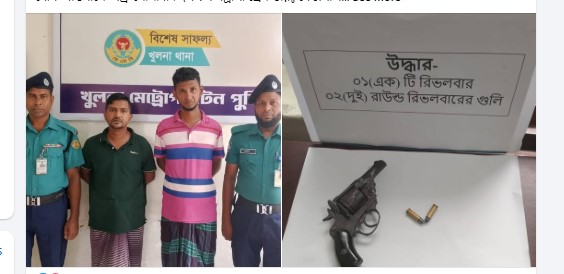 বিশেষ সাফল্য
খুলনা থানা
খুলনা মেট্রোপলিটন পুলি
উদ্ধার-
০১(এক) টি রিভলবার
০২(দুই) রাউন্ড রিভলবারের গুলি